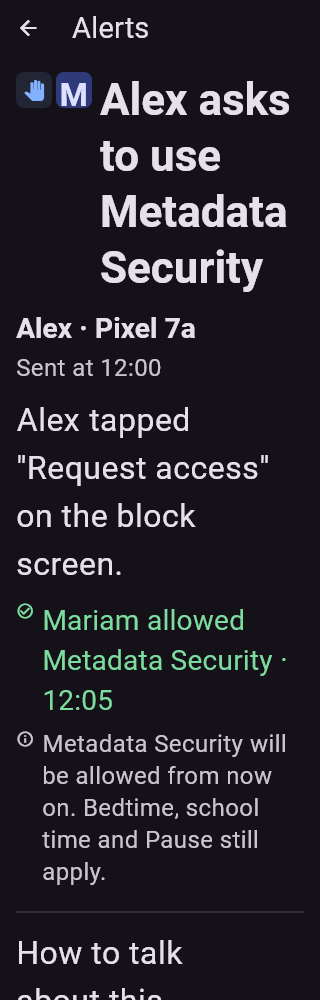 Alerts
M
Alex asks
to use
Metadata
Security
Alex · Pixel 7a
Sent at 12:00
Alex tapped
"Request access"
on the block
screen.
Mariam allowed
Metadata Security ·
12:05
Metadata Security will
be allowed from now
on. Bedtime, school
time and Pause still
apply.
How to talk
about this